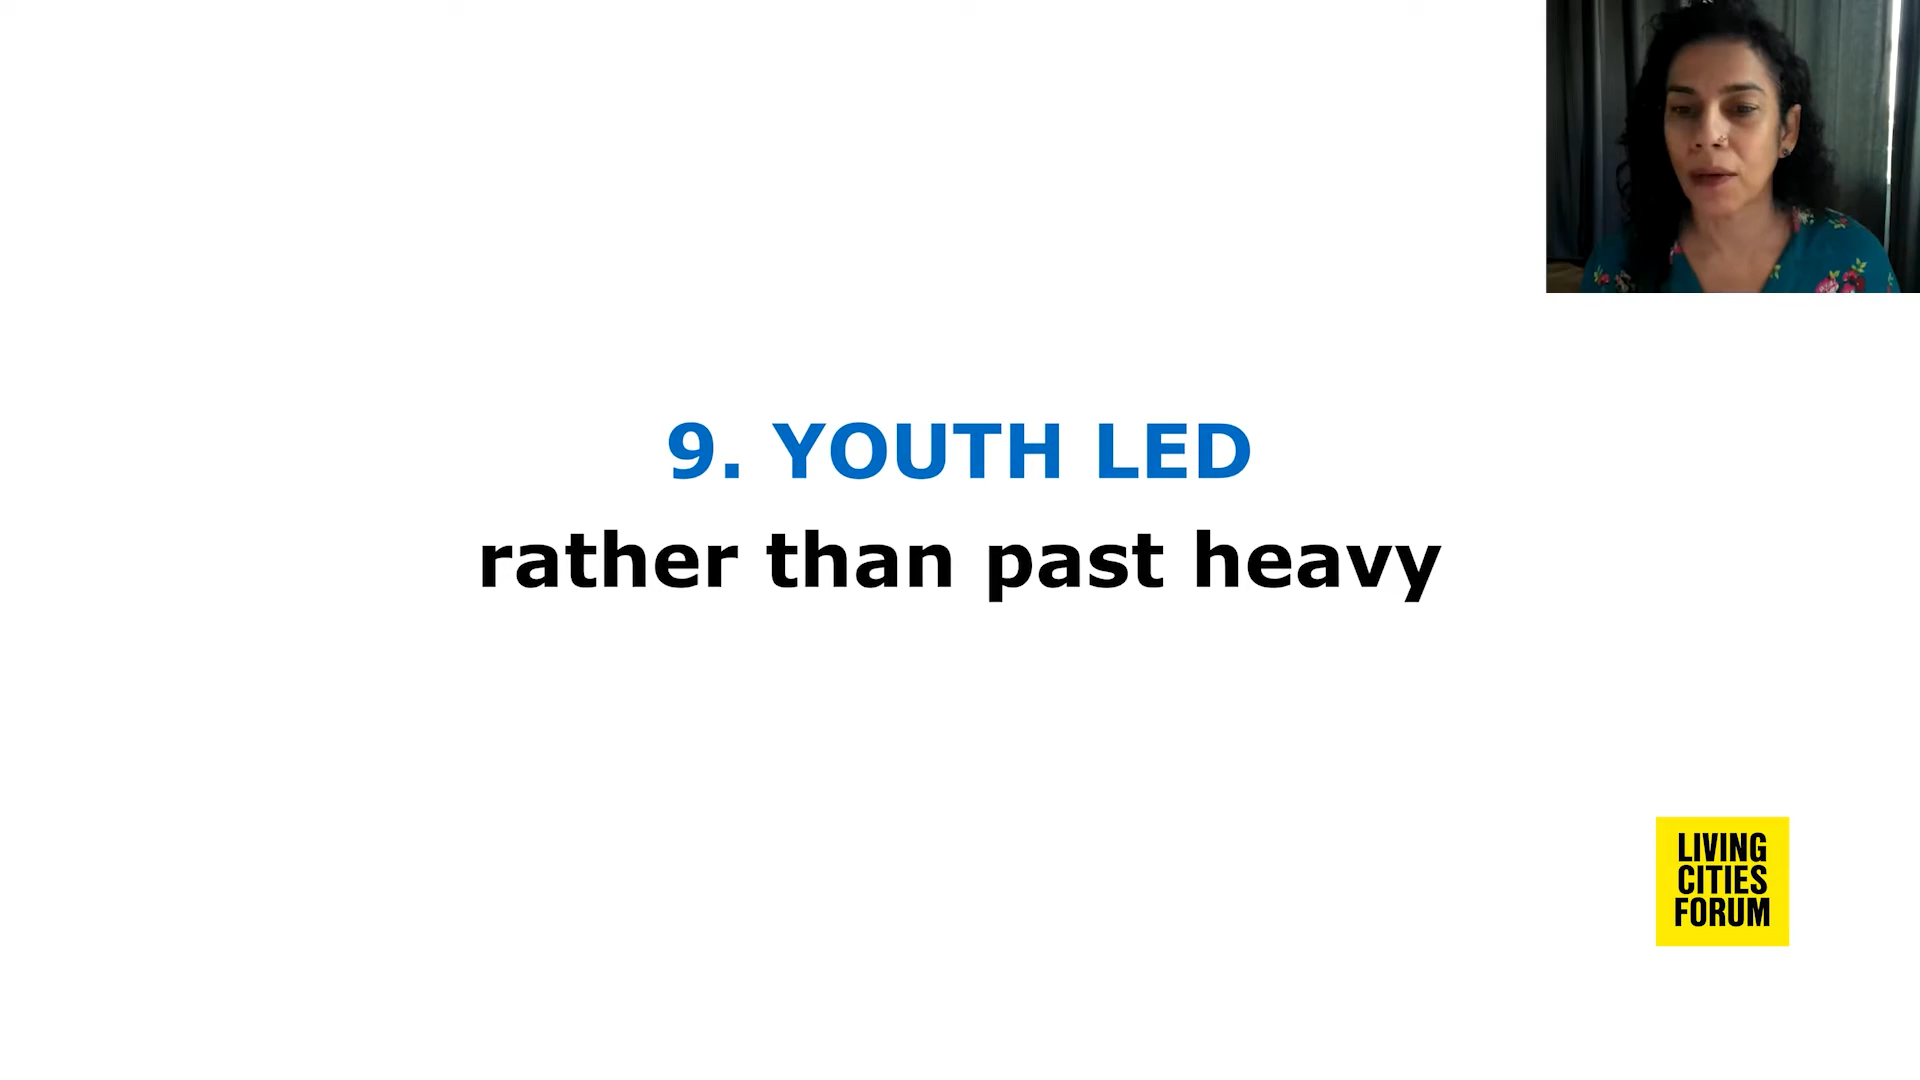 9. YOUTH LED
rather than past heavy
LIVING
CITIES
FORUM